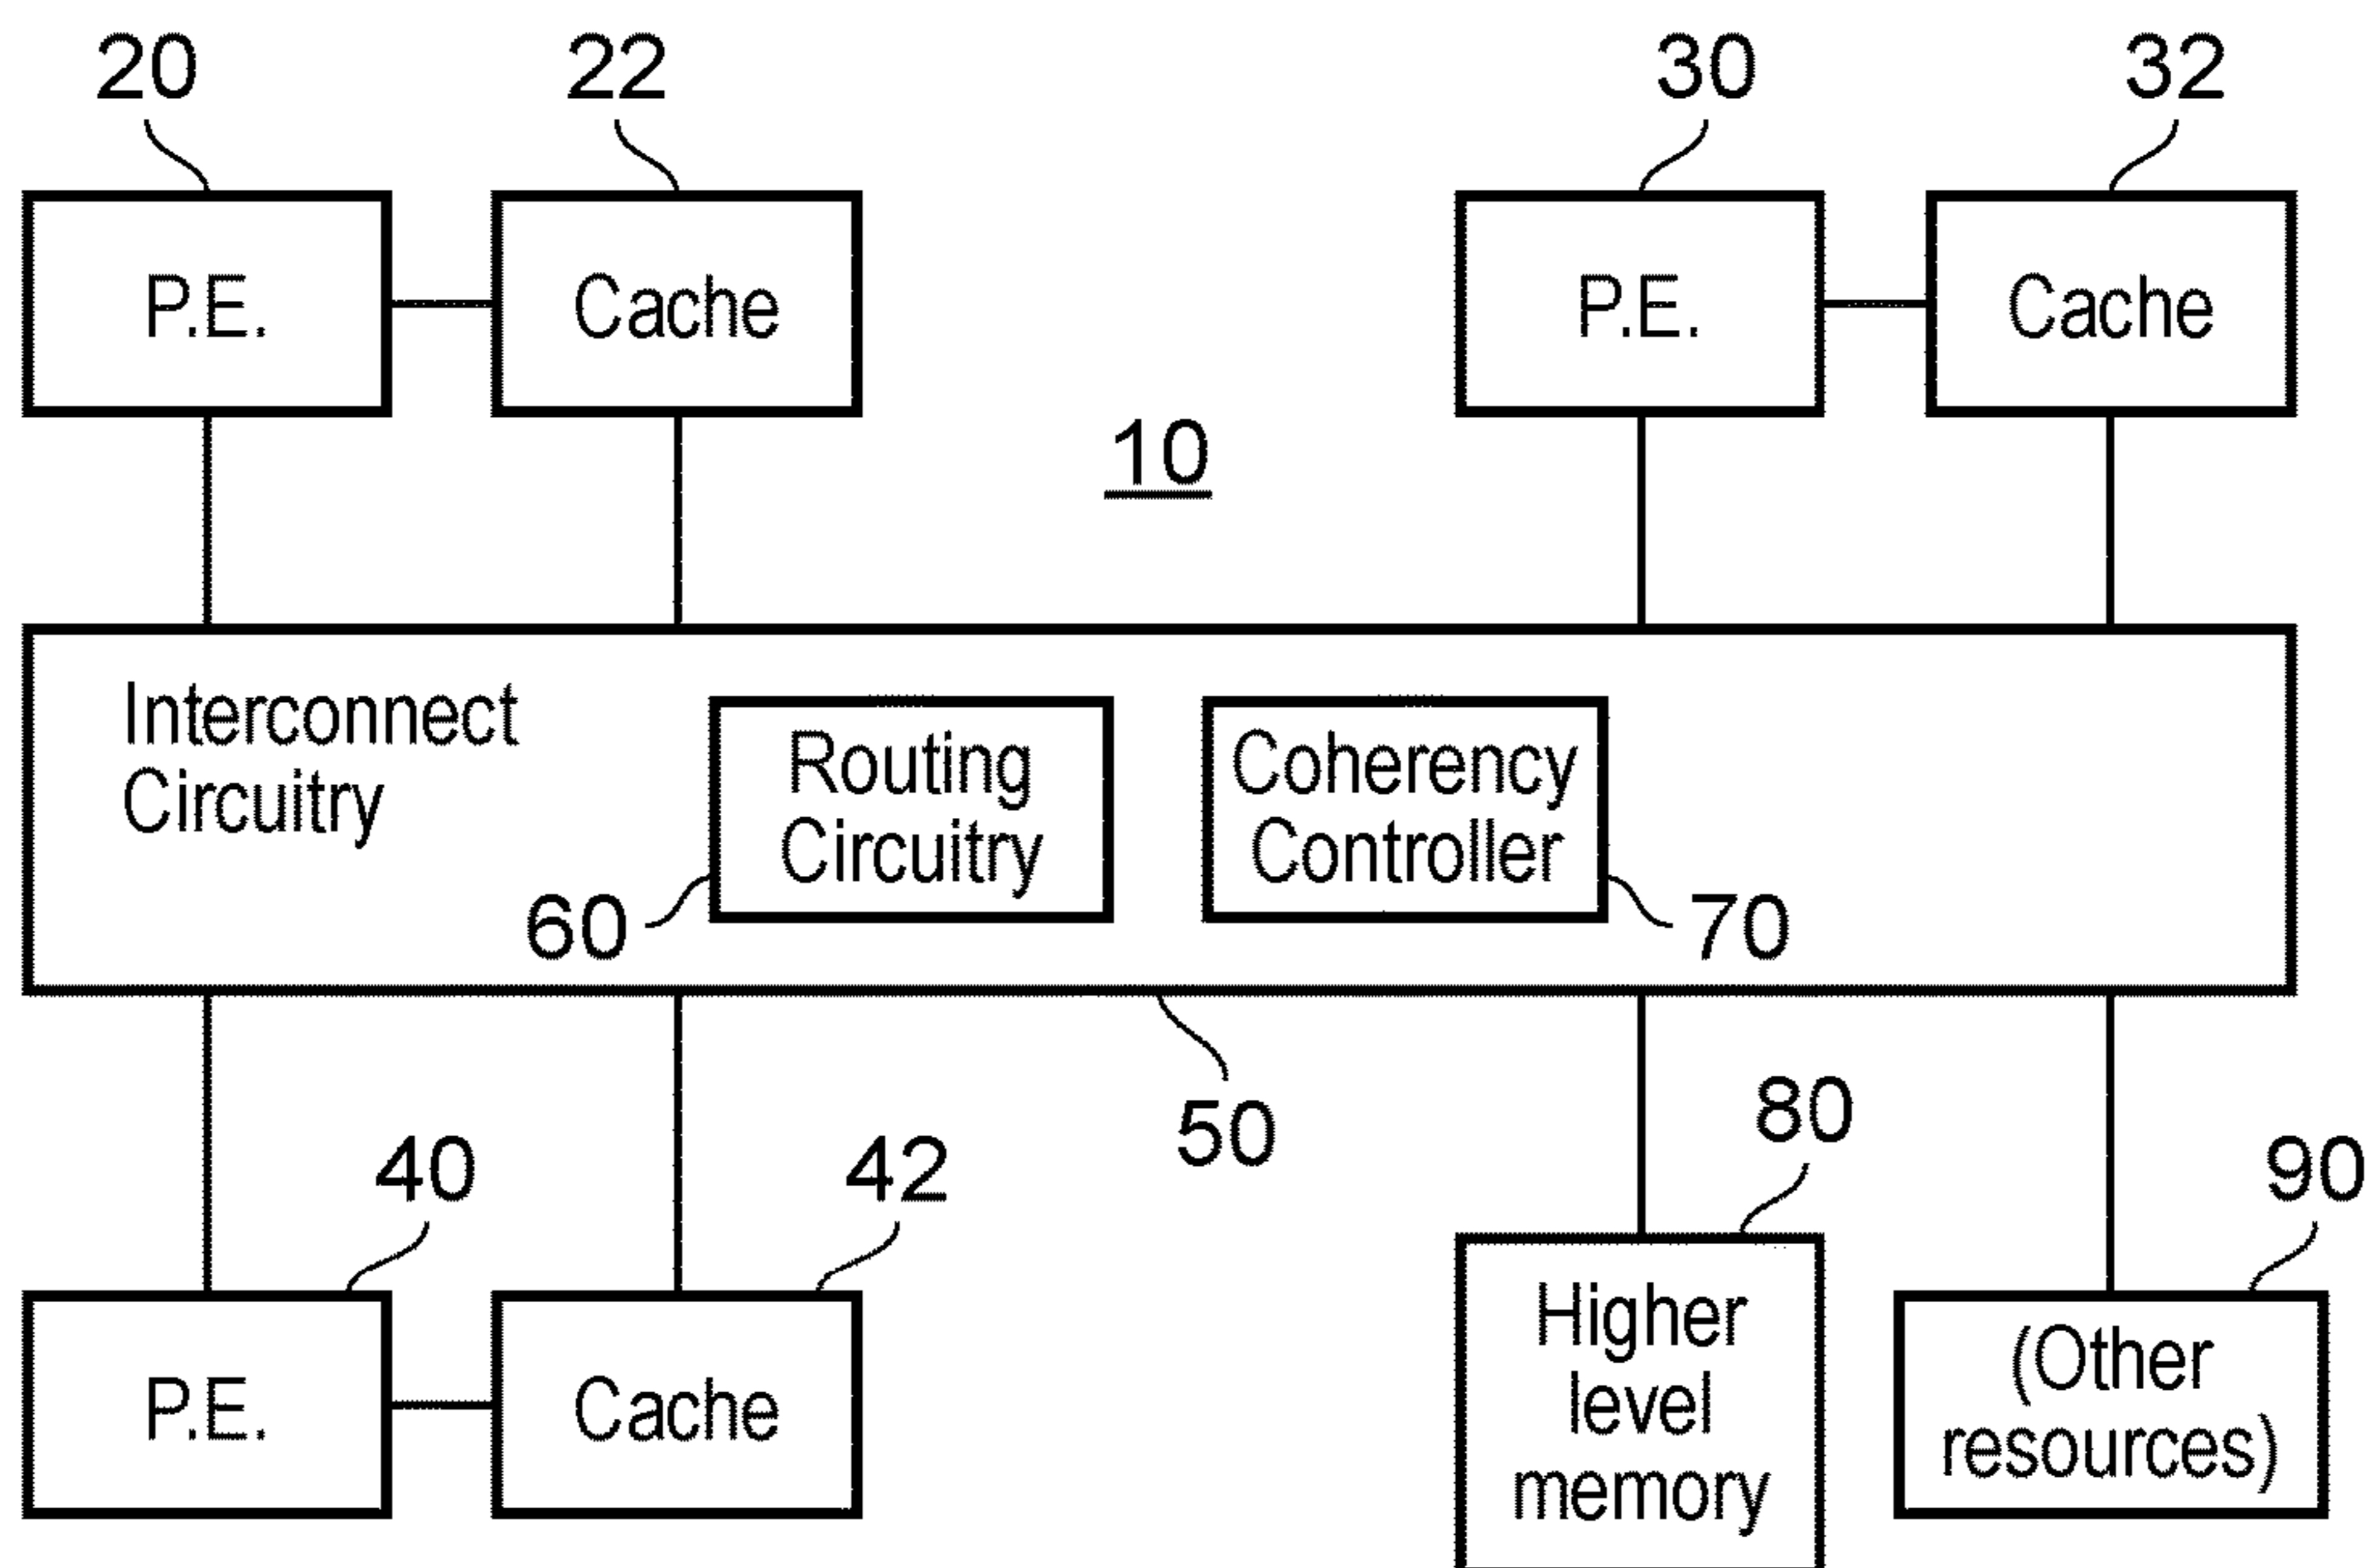 20
22
30
32
P.E.
Cache
P.E.
Cache
10
Interconnect
Circuitry
Routing
Circuitry
Coherency
Controller
60
70
50
80
40
42
90
P.E.
Cache
Higher
level
memory
(Other
resources)